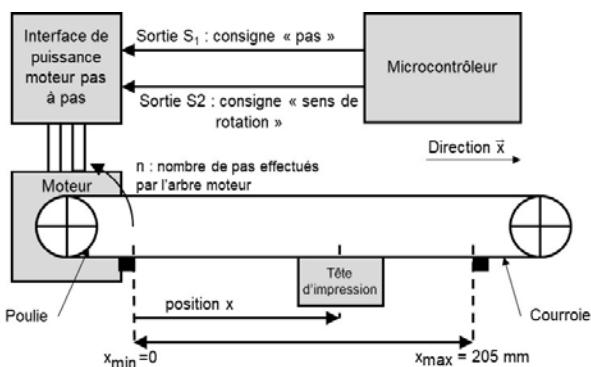 Interface de
puissance
moteur pas
à pas
Sortie S₁ : consigne « pas »
Sortie S2 : consigne « sens de
rotation »
Microcontrôleur
Direction x⃗
n : nombre de pas effectués
par l'arbre moteur
Moteur
Tête
d'impression
Poulie
position x
Courroie
xmin =0
xmax = 205 mm